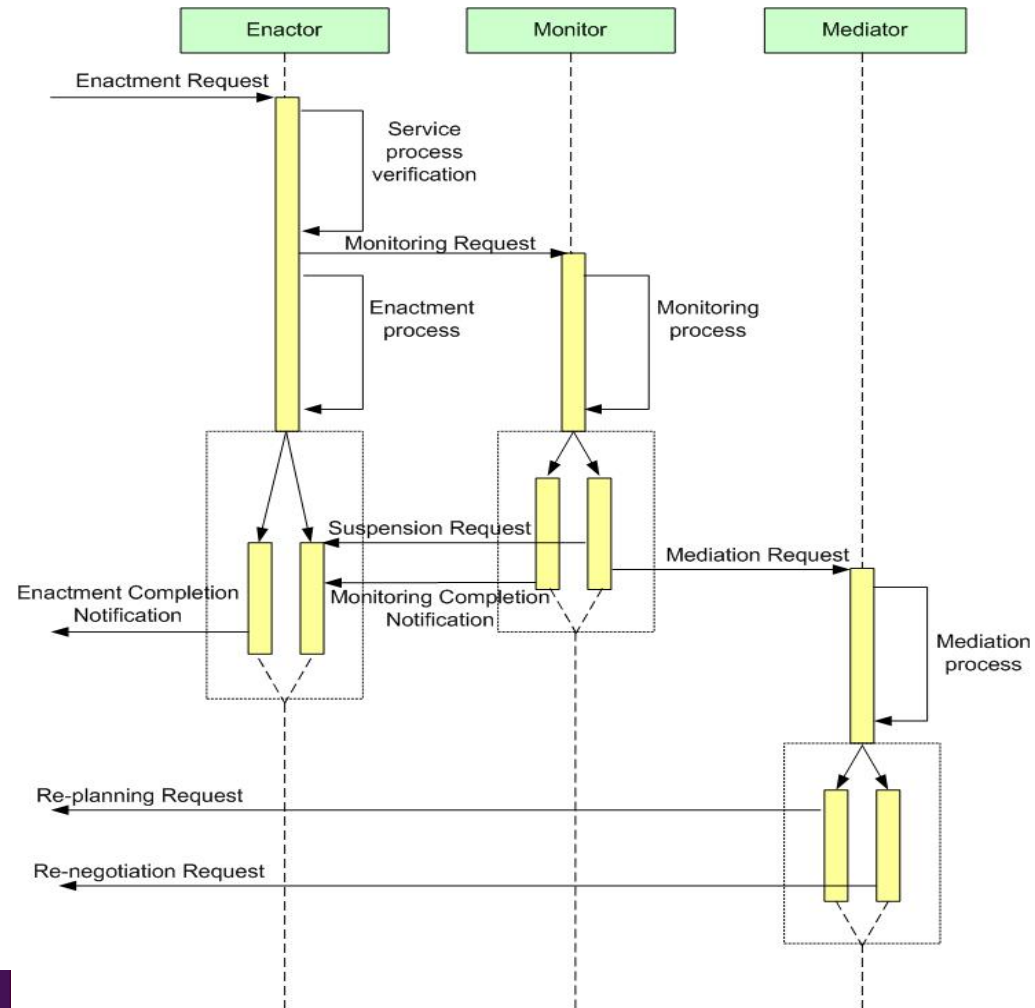 Enactor
Monitor
Mediator
Enactment Request
Service
process
verification
Monitoring Request
Enactment
process
Monitoring
process
Suspension Request
Mediation Request
Enactment Completion
Notification
Monitoring Completion
Notification
Mediation
process
Re-planning Request
Re-negotiation Request